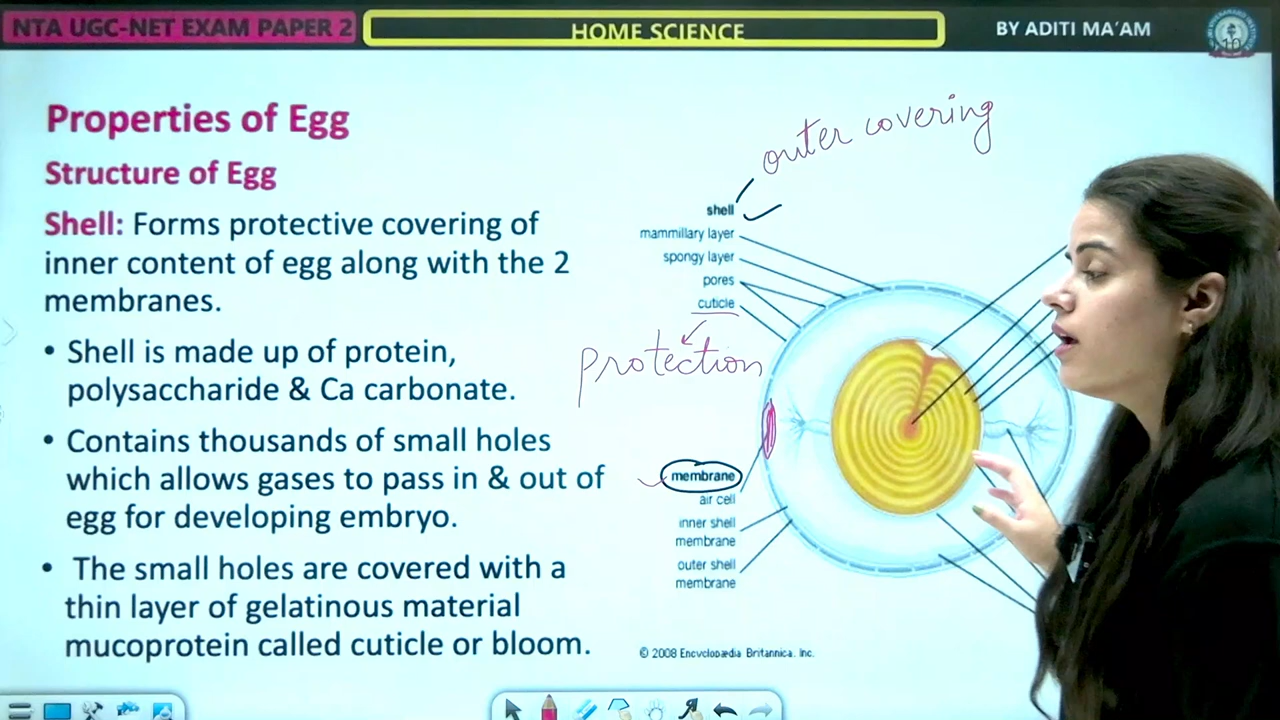 NTA UGC-NET EXAM PAPER 2
HOME SCIENCE
BY ADITI MA'AM
Properties of Egg
Structure of Egg
Shell: Forms protective covering of
inner content of egg along with the 2
membranes.
• Shell is made up of protein,
polysaccharide & Ca carbonate.
• Contains thousands of small holes
which allows gases to pass in & out of
egg for developing embryo.
• The small holes are covered with a
thin layer of gelatinous material
mucoprotein called cuticle or bloom.
outer covering
shell
mammillary layer
spongy layer
pores
cuticle
protection
membrane
air cell
inner shell
membrane
outer shell
membrane
© 2008 Encyclopædia Britannica, Inc.